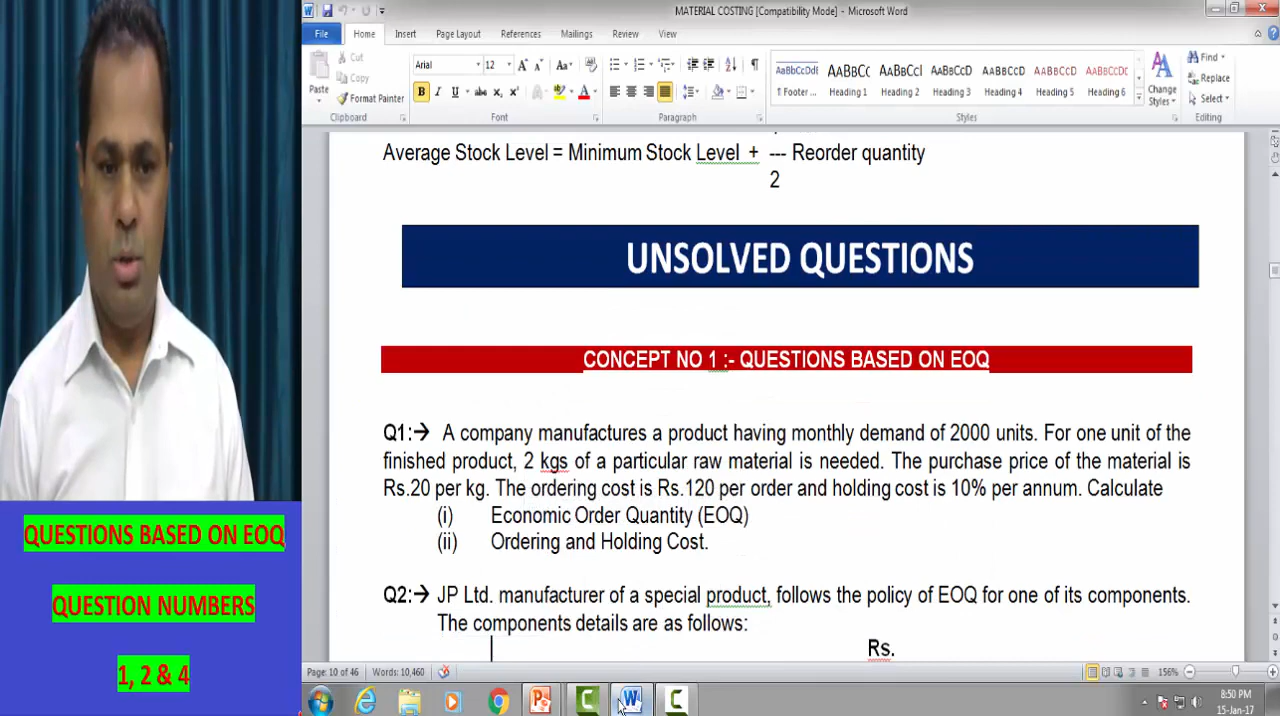 MATERIAL COSTING [Compatibility Mode] - Microsoft Word
File Home Insert Page Layout References Mailings Review View
Cut
Copy
Format Painter
Paste
Clipboard
Arial 12
Font
Paragraph
AaBbCcDdE AaBbCc AaBbCcI AaBbCcD AaBbCcD AaBbCcD AaBbCcDc
¶ Footer ... Heading 1 Heading 2 Heading 3 Heading 4 Heading 5 Heading 6
Change Styles
Styles
Find
Replace
Select
Editing
Average Stock Level = Minimum Stock Level + --- Reorder quantity
2
UNSOLVED QUESTIONS
CONCEPT NO 1 :- QUESTIONS BASED ON EOQ
Q1:→ A company manufactures a product having monthly demand of 2000 units. For one unit of the
finished product, 2 kgs of a particular raw material is needed. The purchase price of the material is
Rs.20 per kg. The ordering cost is Rs.120 per order and holding cost is 10% per annum. Calculate
(i) Economic Order Quantity (EOQ)
(ii) Ordering and Holding Cost.
Q2:→ JP Ltd. manufacturer of a special product, follows the policy of EOQ for one of its components.
The components details are as follows:
Rs.
QUESTIONS BASED ON EOQ
QUESTION NUMBERS
1, 2 & 4
Page: 10 of 46 Words: 10,460 156%
8:50 PM
15-Jan-17